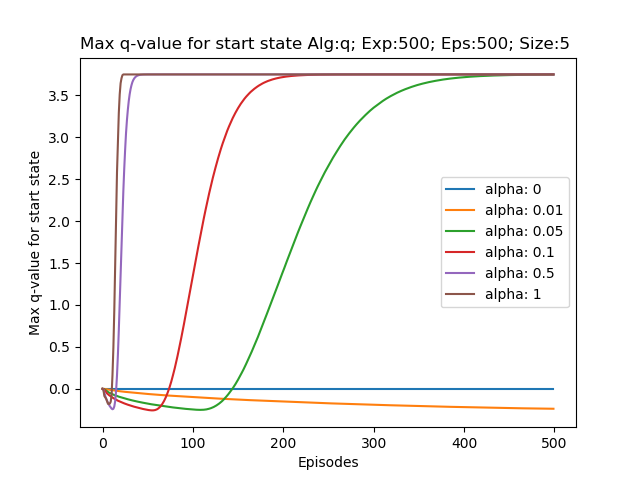 Max q-value for start state Alg:q; Exp:500; Eps:500; Size:5
Max q-value for start state
3.5
3.0
2.5
2.0
1.5
1.0
0.5
0.0
alpha: 0
alpha: 0.01
alpha: 0.05
alpha: 0.1
alpha: 0.5
alpha: 1
0 100 200 300 400 500
Episodes